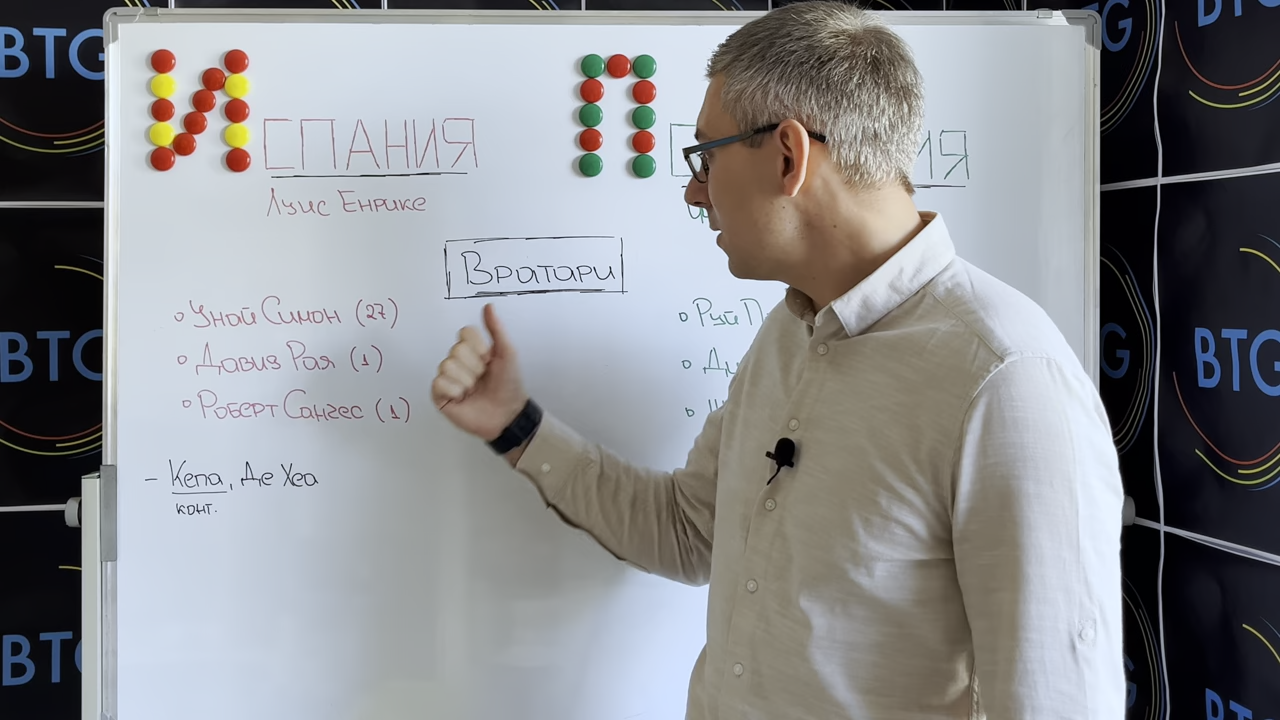 ИСПАНИЯ
Луис Енрике
Вратари
Унай Симон (27)
Давид Рая (1)
Роберт Санчес (1)
- Кепа, Де Хеа
конт.
Руй
BTG
BTG
BTG
BTG
BTG